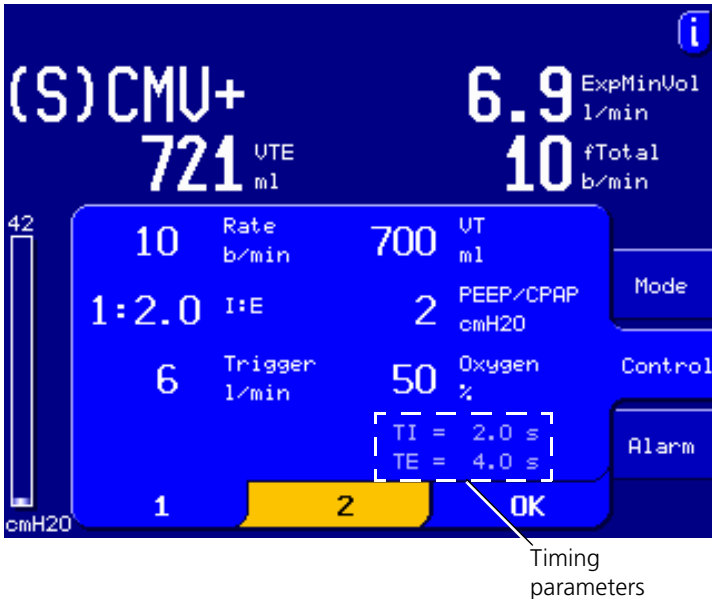 i
(S)CMV+
6.9 ExpMinVol
l/min
721 VTE
ml
10 fTotal
b/min
42
10 Rate
b/min
700 VT
ml
1:2.0 I:E
2 PEEP/CPAP
cmH2O
6 Trigger
l/min
50 Oxygen
%
TI = 2.0 s
TE = 4.0 s
Mode
Control
Alarm
1 2 OK
cmH2O
Timing
parameters